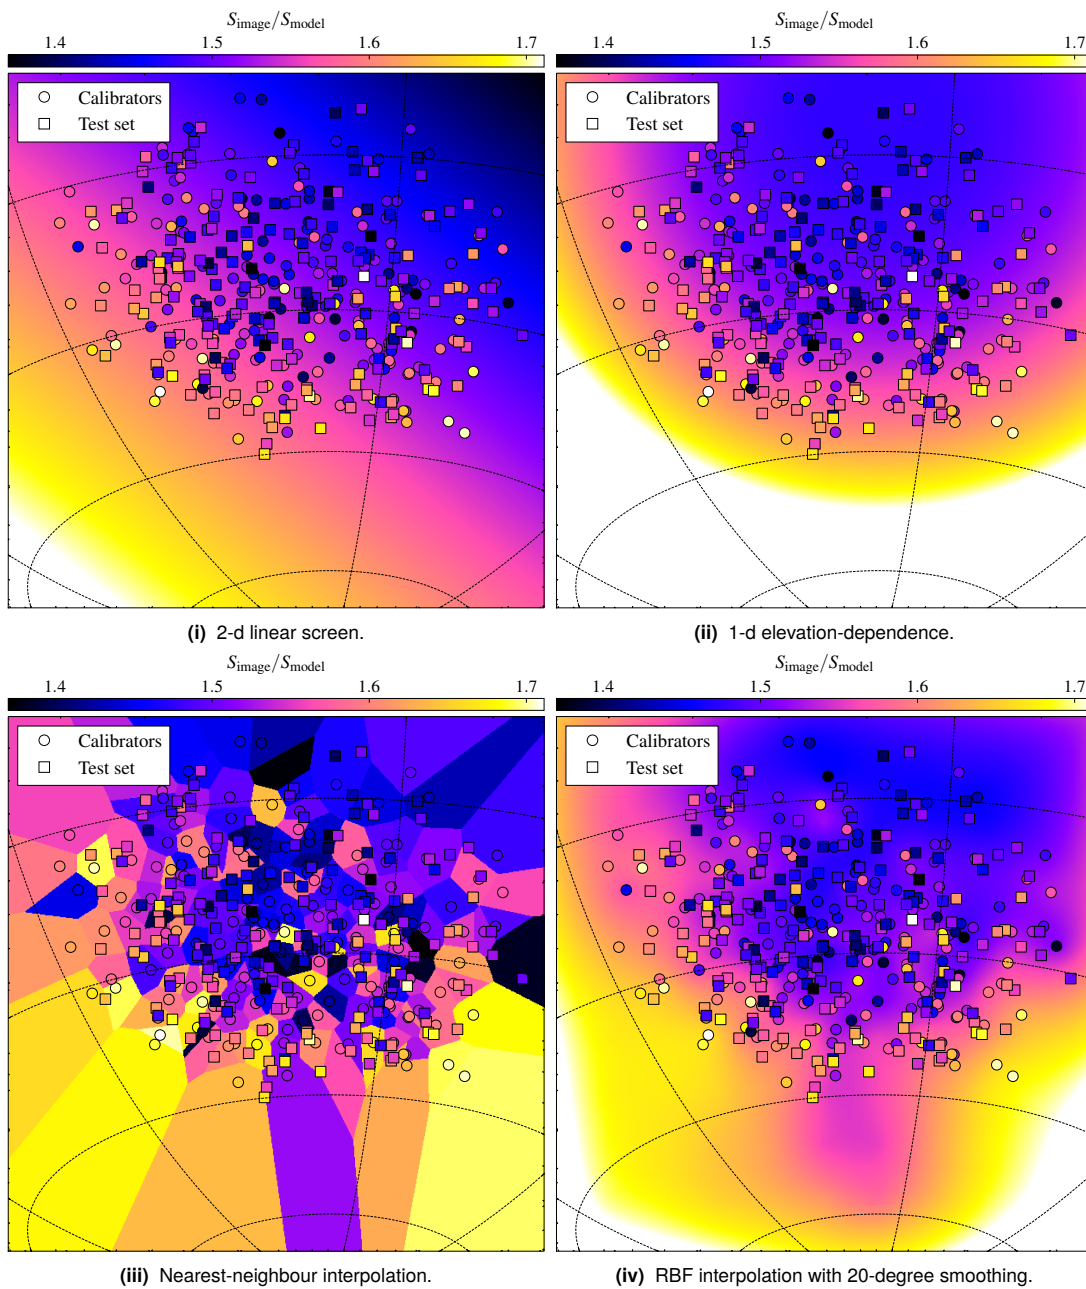 S_image/S_model
1.4 1.5 1.6 1.7
Calibrators
Test set
(i) 2-d linear screen.
S_image/S_model
1.4 1.5 1.6 1.7
Calibrators
Test set
(ii) 1-d elevation-dependence.
S_image/S_model
1.4 1.5 1.6 1.7
Calibrators
Test set
(iii) Nearest-neighbour interpolation.
S_image/S_model
1.4 1.5 1.6 1.7
Calibrators
Test set
(iv) RBF interpolation with 20-degree smoothing.